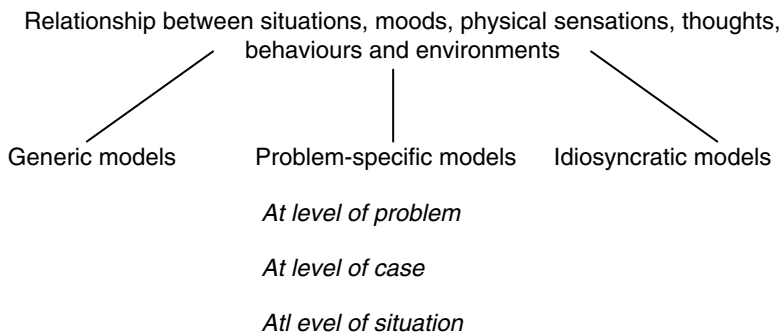 Relationship between situations, moods, physical sensations, thoughts,
behaviours and environments
Generic models Problem-specific models Idiosyncratic models
At level of problem
At level of case
Atl evel of situation